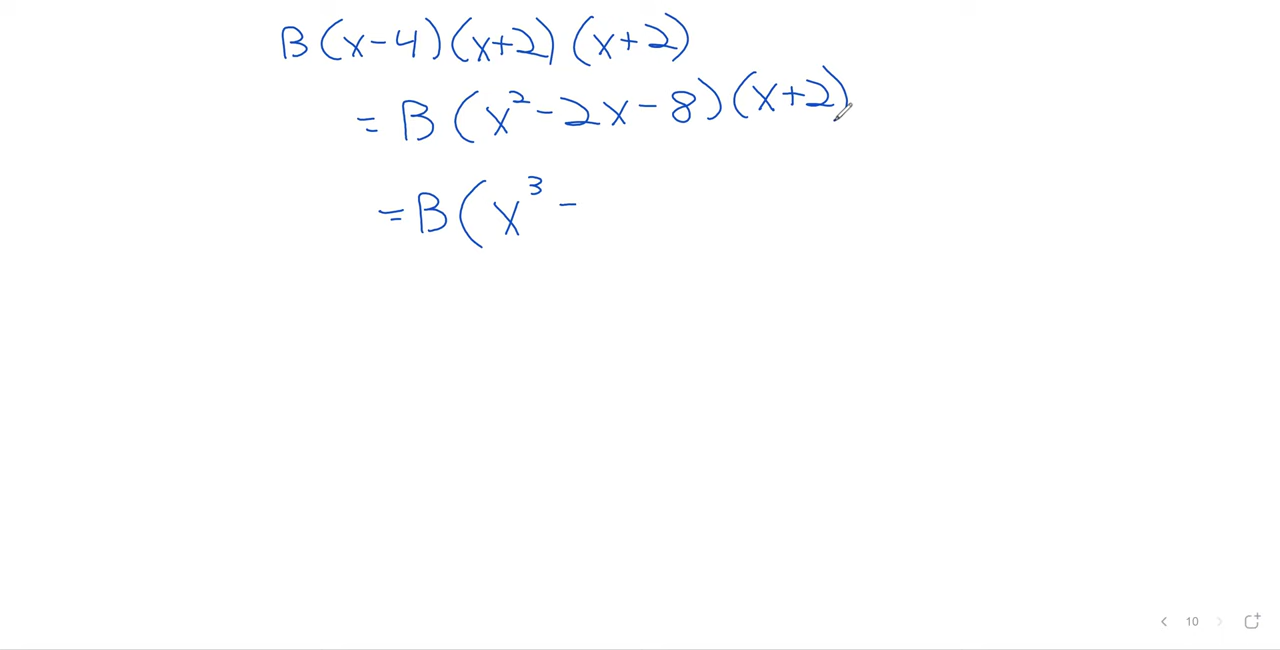 B(x-4)(x+2)(x+2)
= B(x²-2x-8)(x+2)
= B(x³ -
10